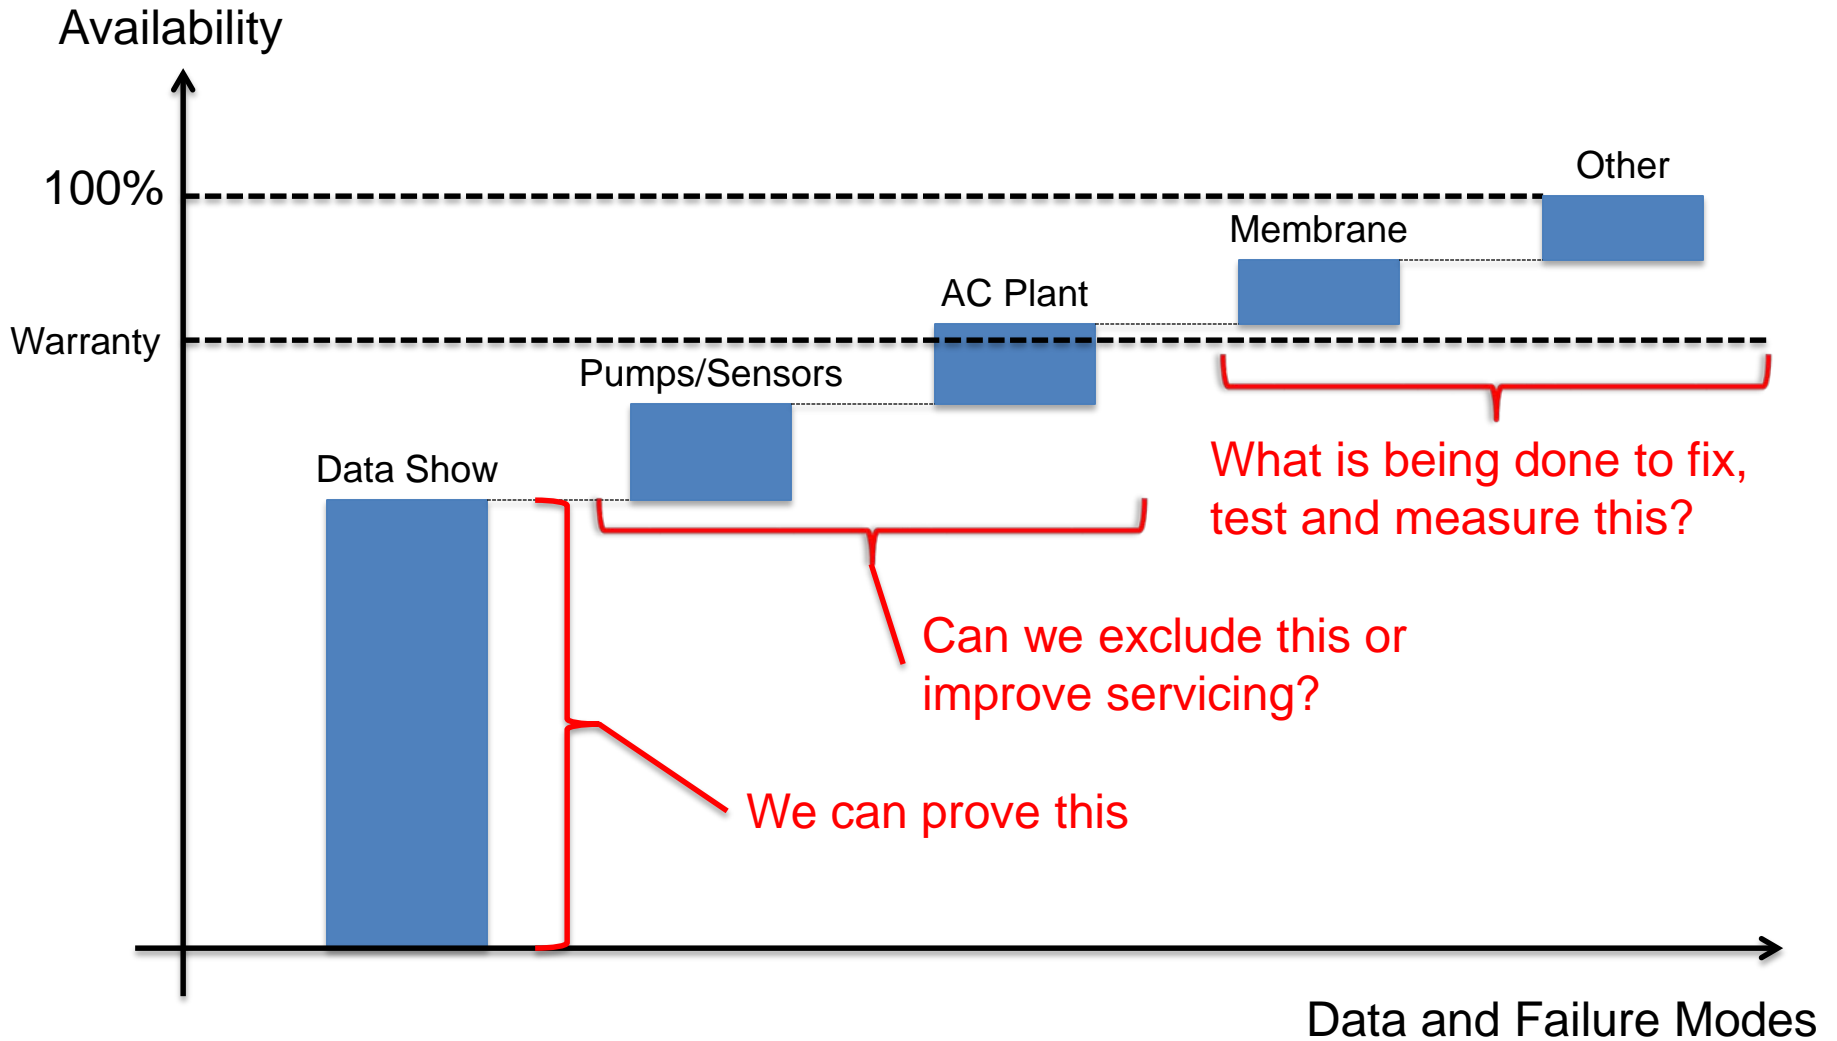 Availability
Other
100%
Membrane
AC Plant
Warranty
Pumps/Sensors
Data Show
What is being done to fix,
test and measure this?
Can we exclude this or
improve servicing?
We can prove this
Data and Failure Modes